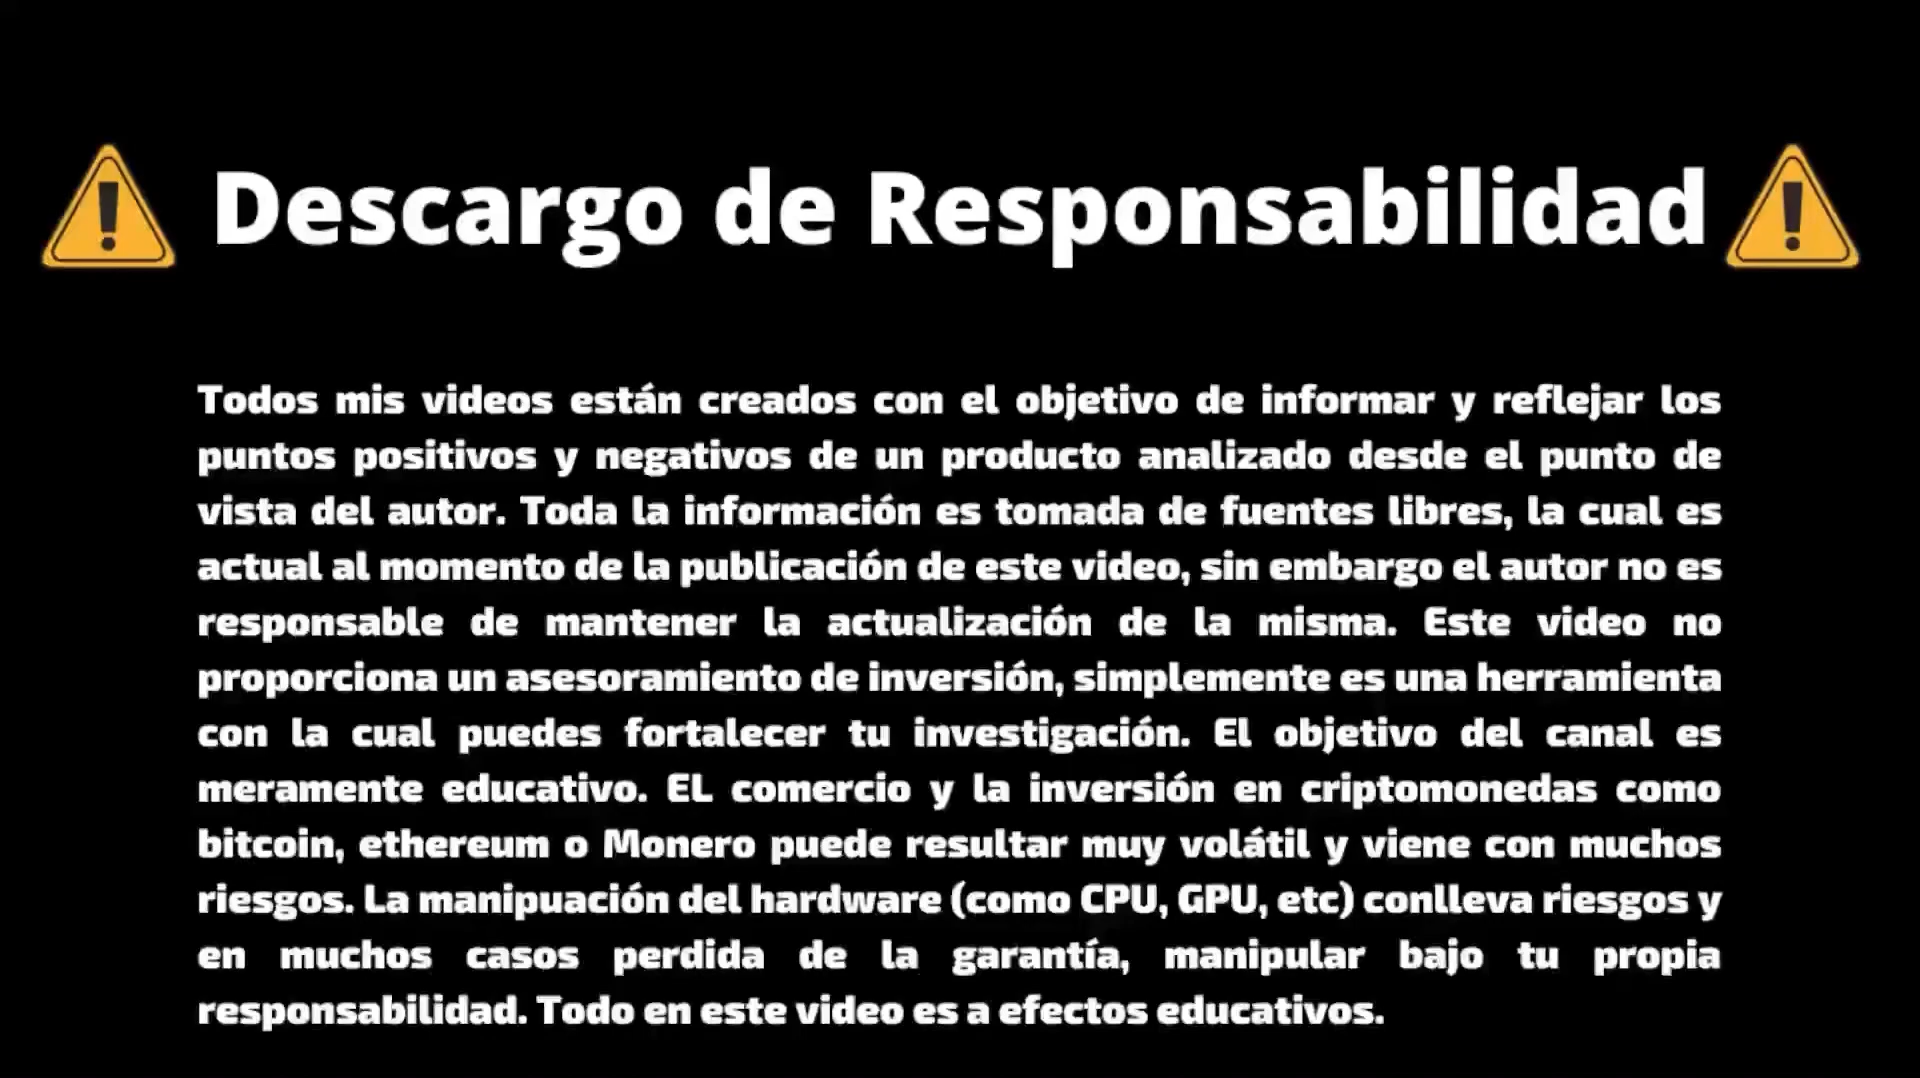 Descargo de Responsabilidad
Todos mis videos están creados con el objetivo de informar y reflejar los
puntos positivos y negativos de un producto analizado desde el punto de
vista del autor. Toda la información es tomada de fuentes libres, la cual es
actual al momento de la publicación de este video, sin embargo el autor no es
responsable de mantener la actualización de la misma. Este video no
proporciona un asesoramiento de inversión, simplemente es una herramienta
con la cual puedes fortalecer tu investigación. El objetivo del canal es
meramente educativo. EL comercio y la inversión en criptomonedas como
bitcoin, ethereum o Monero puede resultar muy volátil y viene con muchos
riesgos. La manipuación del hardware (como CPU, GPU, etc) conlleva riesgos y
en muchos casos perdida de la garantía, manipular bajo tu propia
responsabilidad. Todo en este video es a efectos educativos.